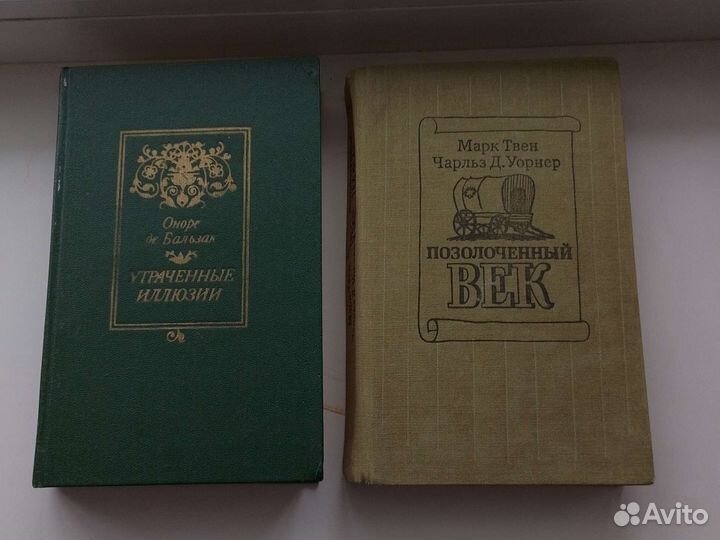 Оноре
де Бальзак
УТРАЧЕННЫЕ
ИЛЛЮЗИИ
Марк Твен
Чарльз Д. Уорнер
ПОЗОЛОЧЕННЫЙ
ВЕК
Avito